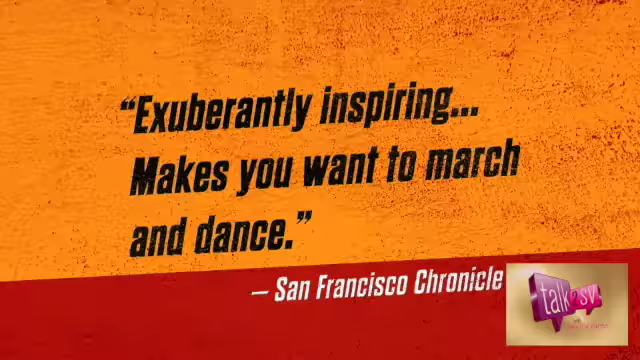 “Exuberantly inspiring...
Makes you want to march
and dance.”
– San Francisco Chronicle
talk